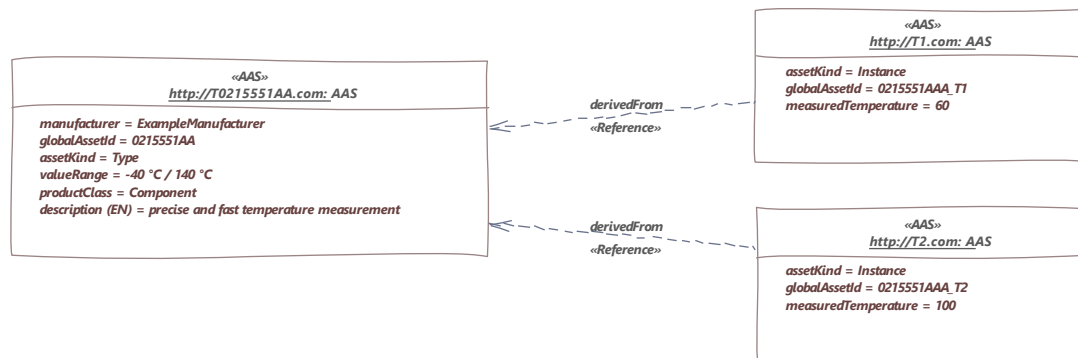 «AAS»
http://T0215551AA.com: AAS
manufacturer = ExampleManufacturer
globalAssetId = 0215551AA
assetKind = Type
valueRange = -40 °C / 140 °C
productClass = Component
description (EN) = precise and fast temperature measurement
derivedFrom
«Reference»
derivedFrom
«Reference»
«AAS»
http://T1.com: AAS
assetKind = Instance
globalAssetId = 0215551AAA_T1
measuredTemperature = 60
«AAS»
http://T2.com: AAS
assetKind = Instance
globalAssetId = 0215551AAA_T2
measuredTemperature = 100